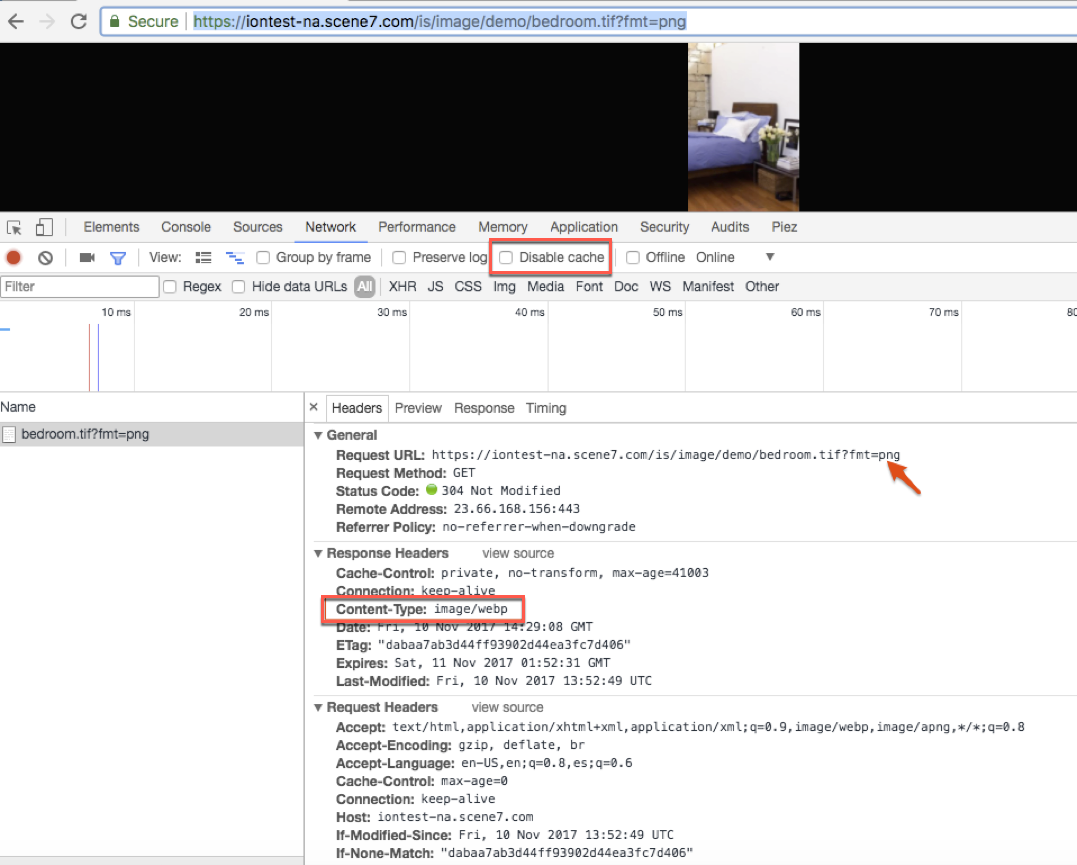 Secure https://iontest-na.scene7.com/is/image/demo/bedroom.tif?fmt=png
Elements Console Sources Network Performance Memory Application Security Audits Piez
View: Group by frame Preserve log Disable cache Offline Online
Filter Regex Hide data URLs All XHR JS CSS Img Media Font Doc WS Manifest Other
10 ms 20 ms 30 ms 40 ms 50 ms 60 ms 70 ms 80
Name
bedroom.tif?fmt=png
× Headers Preview Response Timing
General
Request URL: https://iontest-na.scene7.com/is/image/demo/bedroom.tif?fmt=png
Request Method: GET
Status Code: 304 Not Modified
Remote Address: 23.66.168.156:443
Referrer Policy: no-referrer-when-downgrade
Response Headers view source
Cache-Control: private, no-transform, max-age=41003
Connection: keep-alive
Content-Type: image/webp
Date: Fri, 10 Nov 2017 14:29:08 GMT
ETag: "dabaa7ab3d44ff93902d44ea3fc7d406"
Expires: Sat, 11 Nov 2017 01:52:31 GMT
Last-Modified: Fri, 10 Nov 2017 13:52:49 UTC
Request Headers view source
Accept: text/html,application/xhtml+xml,application/xml;q=0.9,image/webp,image/apng,*/*;q=0.8
Accept-Encoding: gzip, deflate, br
Accept-Language: en-US,en;q=0.8,es;q=0.6
Cache-Control: max-age=0
Connection: keep-alive
Host: iontest-na.scene7.com
If-Modified-Since: Fri, 10 Nov 2017 13:52:49 UTC
If-None-Match: "dabaa7ab3d44ff93902d44ea3fc7d406"